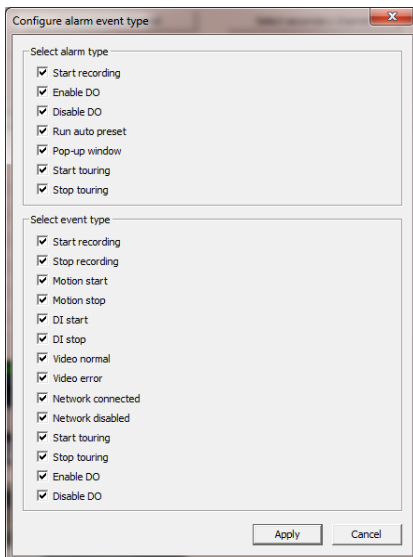 Configure alarm event type
Select alarm type
Start recording
Enable DO
Disable DO
Run auto preset
Pop-up window
Start touring
Stop touring
Select event type
Start recording
Stop recording
Motion start
Motion stop
DI start
DI stop
Video normal
Video error
Network connected
Network disabled
Start touring
Stop touring
Enable DO
Disable DO
Apply
Cancel